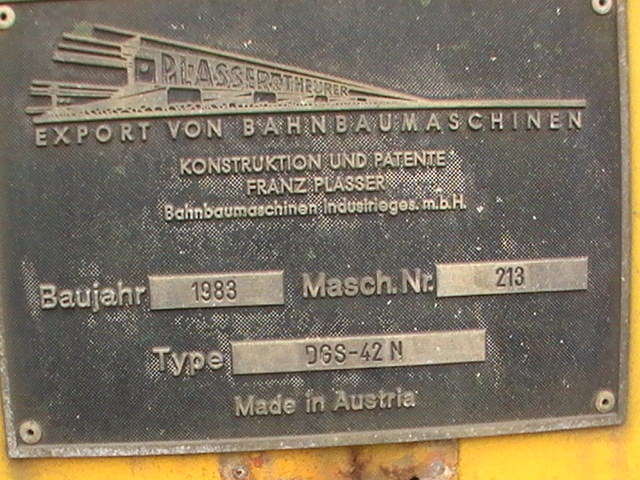 PLASSER & THEURER
EXPORT VON BAHNBAUMASCHINEN
KONSTRUKTION UND PATENTE
FRANZ PLASSER
Bahnbaumaschinen Industrieges. m.b.H.
Baujahr 1983 Masch. Nr. 213
Type DGS-42 N
Made in Austria